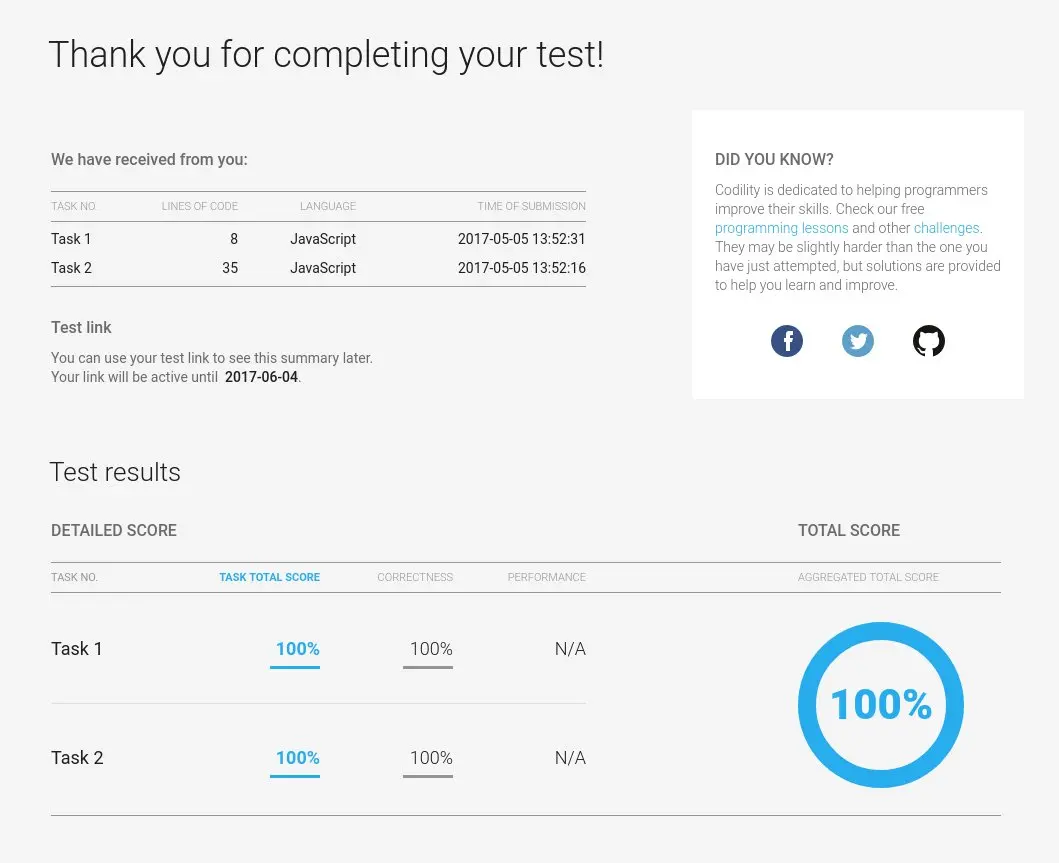 Thank you for completing your test!
We have received from you:
TASK NO. LINES OF CODE LANGUAGE TIME OF SUBMISSION
Task 1 8 JavaScript 2017-05-05 13:52:31
Task 2 35 JavaScript 2017-05-05 13:52:16
Test link
You can use your test link to see this summary later.
Your link will be active until 2017-06-04.
DID YOU KNOW?
Codility is dedicated to helping programmers
improve their skills. Check our free
programming lessons and other challenges.
They may be slightly harder than the one you
have just attempted, but solutions are provided
to help you learn and improve.
Test results
DETAILED SCORE
TASK NO. TASK TOTAL SCORE CORRECTNESS PERFORMANCE
Task 1 100% 100% N/A
Task 2 100% 100% N/A
TOTAL SCORE
AGGREGATED TOTAL SCORE
100%